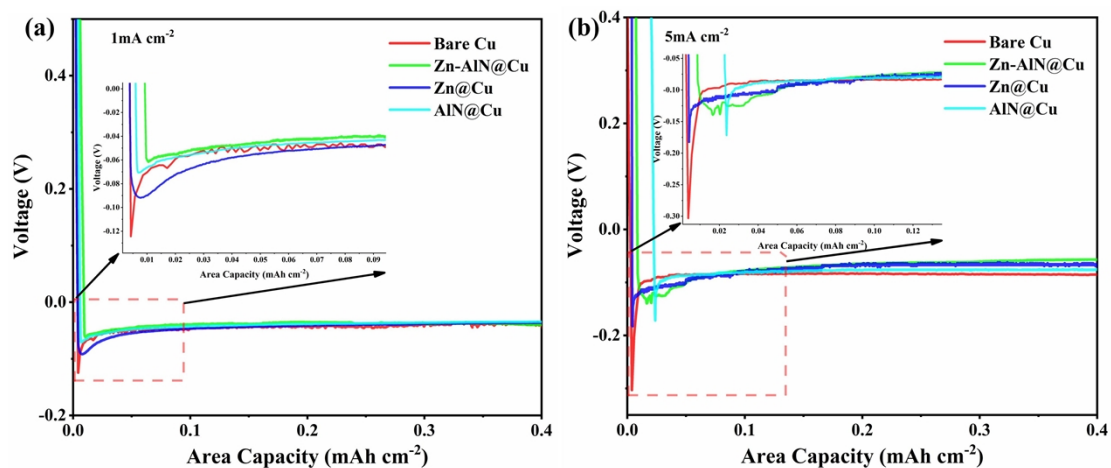 (a)
1mA cm-2
Bare Cu
Zn-AlN@Cu
Zn@Cu
AlN@Cu
0.4
0.2
0.0
-0.2
Voltage (V)
0.0
0.1
0.2
0.3
0.4
Area Capacity (mAh cm-2)
0.00
-0.02
-0.04
-0.06
-0.08
-0.10
-0.12
Voltage (V)
0.01
0.02
0.03
0.04
0.05
0.06
0.07
0.08
0.09
Area Capacity (mAh cm-2)
(b)
5mA cm-2
Bare Cu
Zn-AlN@Cu
Zn@Cu
AlN@Cu
0.4
0.2
0.0
-0.2
Voltage (V)
0.0
0.1
0.2
0.3
0.4
Area Capacity (mAh cm-2)
-0.05
-0.10
-0.15
-0.20
-0.25
-0.30
Voltage (V)
0.02
0.04
0.06
0.08
0.10
0.12
Area Capacity (mAh cm-2)